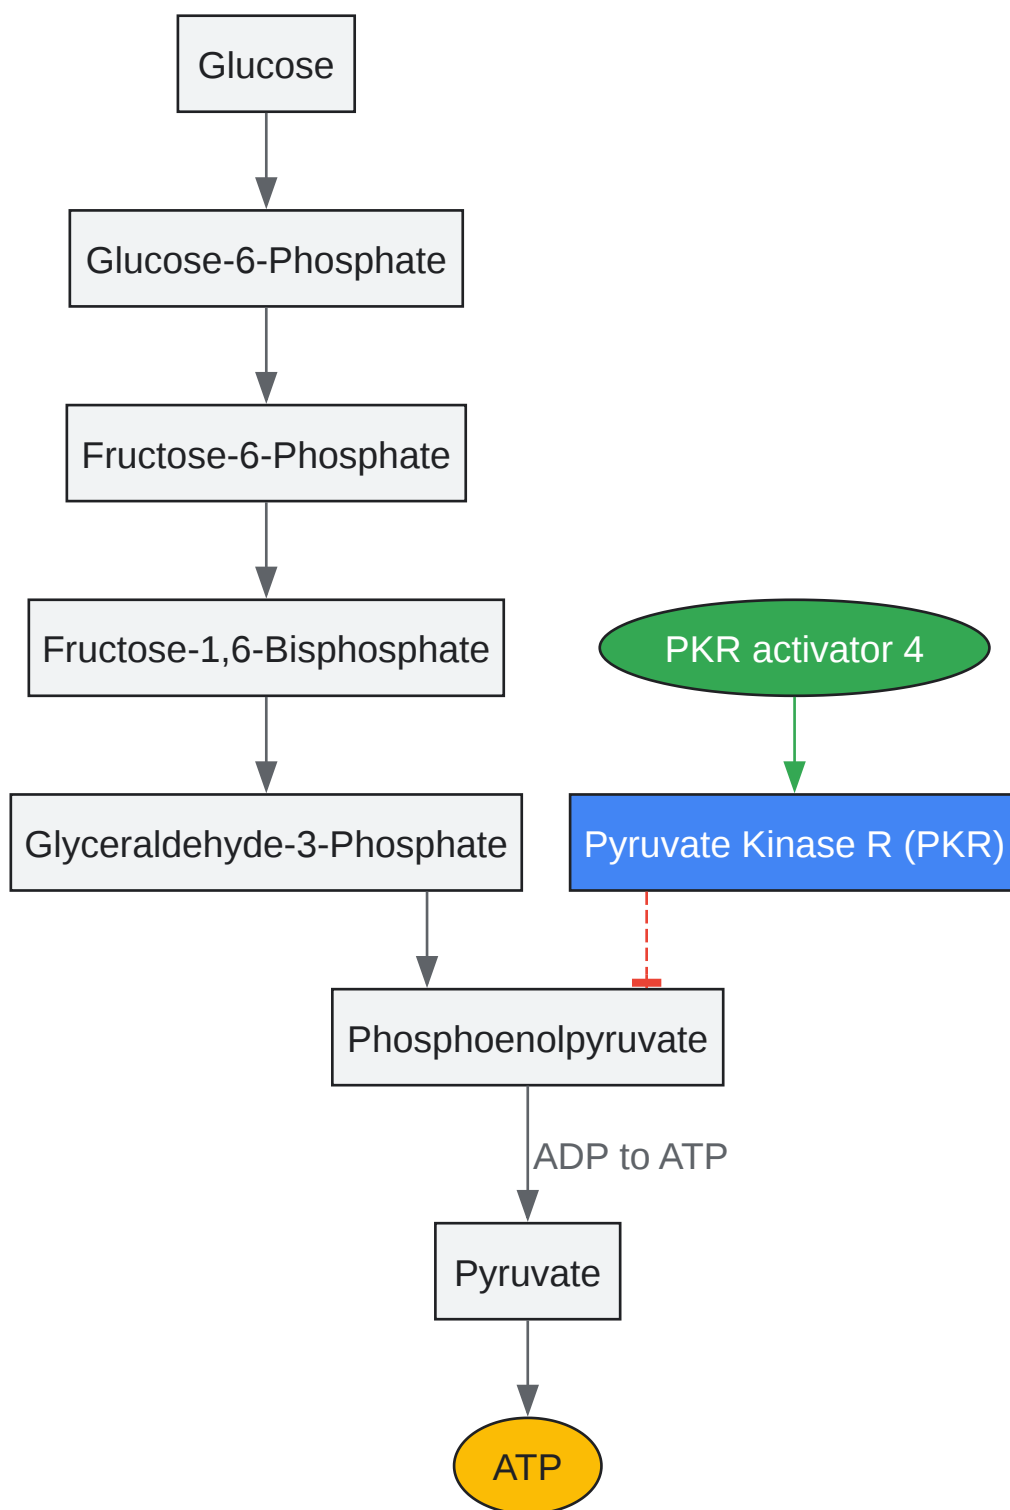 Glucose
Glucose-6-Phosphate
Fructose-6-Phosphate
Fructose-1,6-Bisphosphate
PKR activator 4
Glyceraldehyde-3-Phosphate
Pyruvate Kinase R (PKR)
Phosphoenolpyruvate
ADP to ATP
Pyruvate
ATP